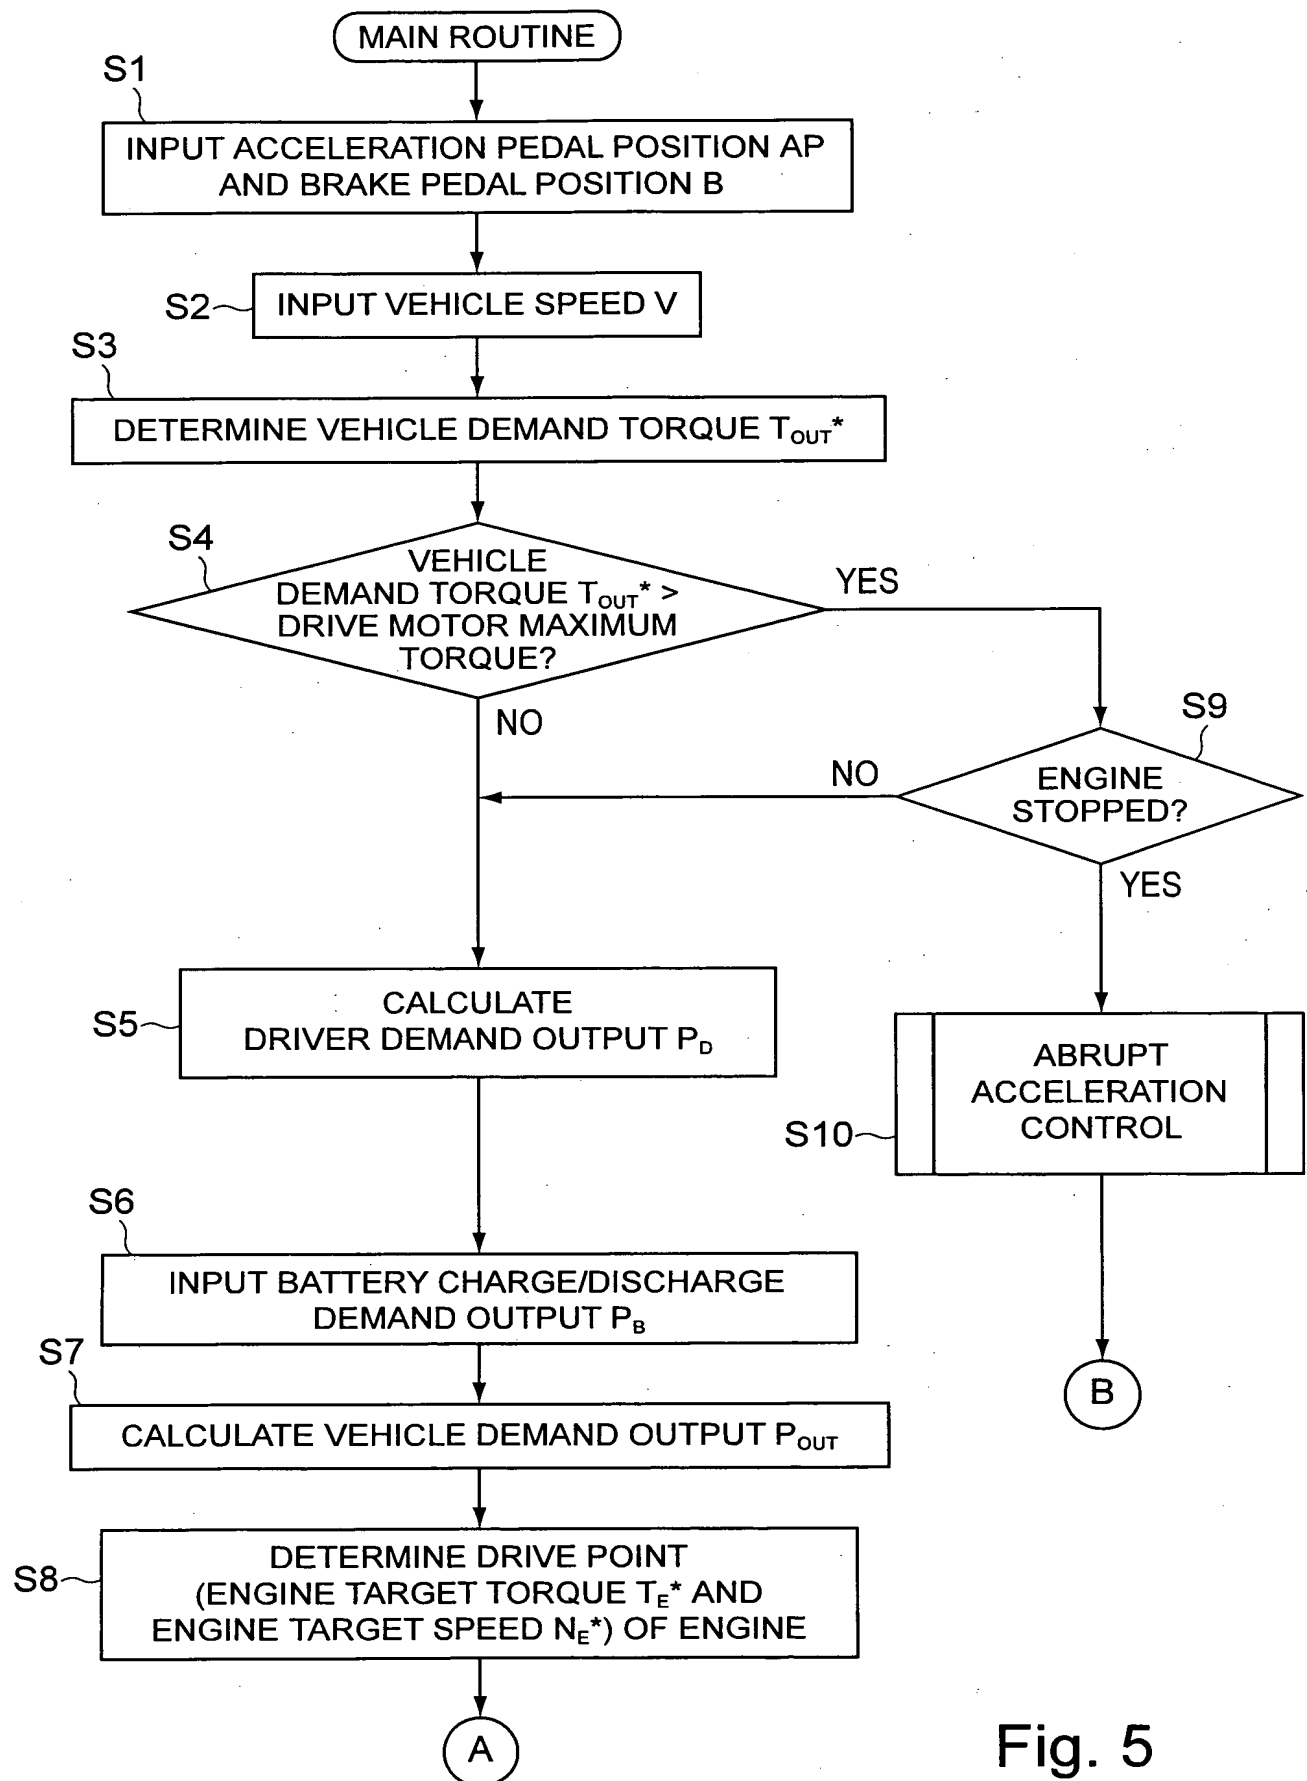 MAIN ROUTINE
S1
INPUT ACCELERATION PEDAL POSITION AP
AND BRAKE PEDAL POSITION B
S2
INPUT VEHICLE SPEED V
S3
DETERMINE VEHICLE DEMAND TORQUE TOUT*
S4
VEHICLE
DEMAND TORQUE TOUT* >
DRIVE MOTOR MAXIMUM
TORQUE?
YES
NO
S9
ENGINE
STOPPED?
NO
YES
S5
CALCULATE
DRIVER DEMAND OUTPUT PD
S10
ABRUPT
ACCELERATION
CONTROL
S6
INPUT BATTERY CHARGE/DISCHARGE
DEMAND OUTPUT PB
B
S7
CALCULATE VEHICLE DEMAND OUTPUT POUT
S8
DETERMINE DRIVE POINT
(ENGINE TARGET TORQUE TE* AND
ENGINE TARGET SPEED NE*) OF ENGINE
A
Fig. 5